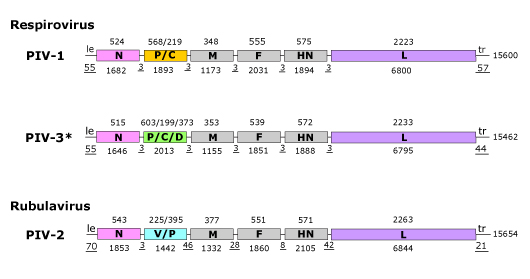 Respirovirus
524 568/219 348 555 575 2223
PIV-1 le N P/C M F HN L tr 15600
55 1682 3 1893 3 1173 3 2031 3 1894 3 6800 57
515 603/199/373 353 539 572 2233
PIV-3* le N P/C/D M F HN L tr 15462
55 1646 3 2013 3 1155 3 1851 3 1888 3 6795 44
Rubulavirus
543 225/395 377 551 571 2263
PIV-2 le N V/P M F HN L tr 15654
70 1853 3 1442 46 1332 28 1860 8 2105 42 6844 21